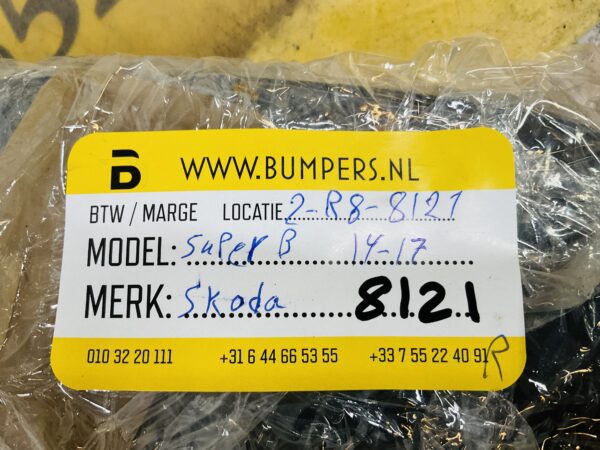 B WWW.BUMPERS.NL
BTW / MARGE LOCATIE: 2-R8-8121
MODEL: SuPer B 14-17
MERK: Skoda 8121
010 32 20 111 +31 6 44 66 53 55 +33 7 55 22 40 91 R